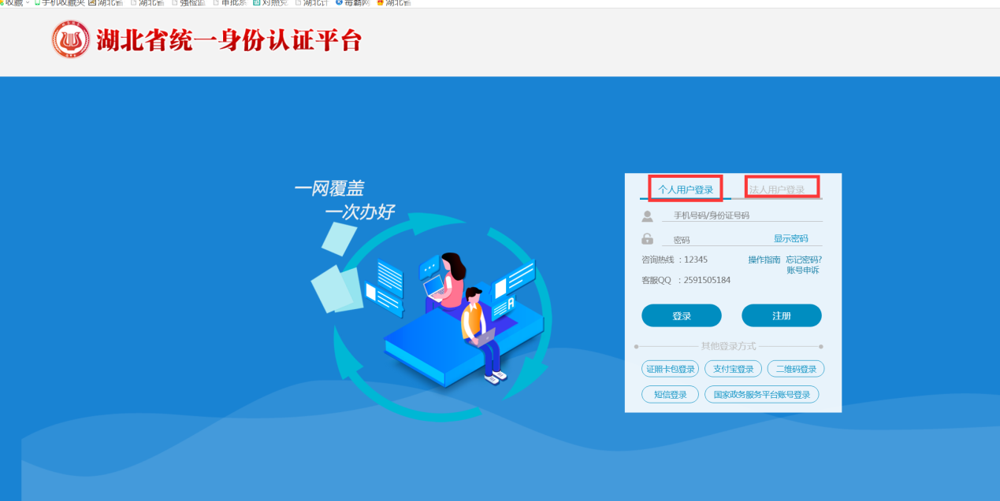 收藏 手机收藏夹 湖北省 湖北省 强检监 审批系 对照党 湖北计 毒霸网 湖北省
湖北省统一身份认证平台
一网覆盖
一次办好
个人用户登录 法人用户登录
手机号码/身份证号码
密码 显示密码
咨询热线 ：12345 操作指南 忘记密码?
账号申诉
客服QQ ：2591505184
登录 注册
其他登录方式
证照卡包登录 支付宝登录 二维码登录
短信登录 国家政务服务平台账号登录
A